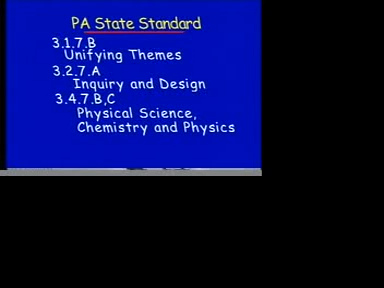 PA State Standard
3.1.7.B
Unifying Themes
3.2.7.A
Inquiry and Design
3.4.7.B,C
Physical Science,
Chemistry and Physics